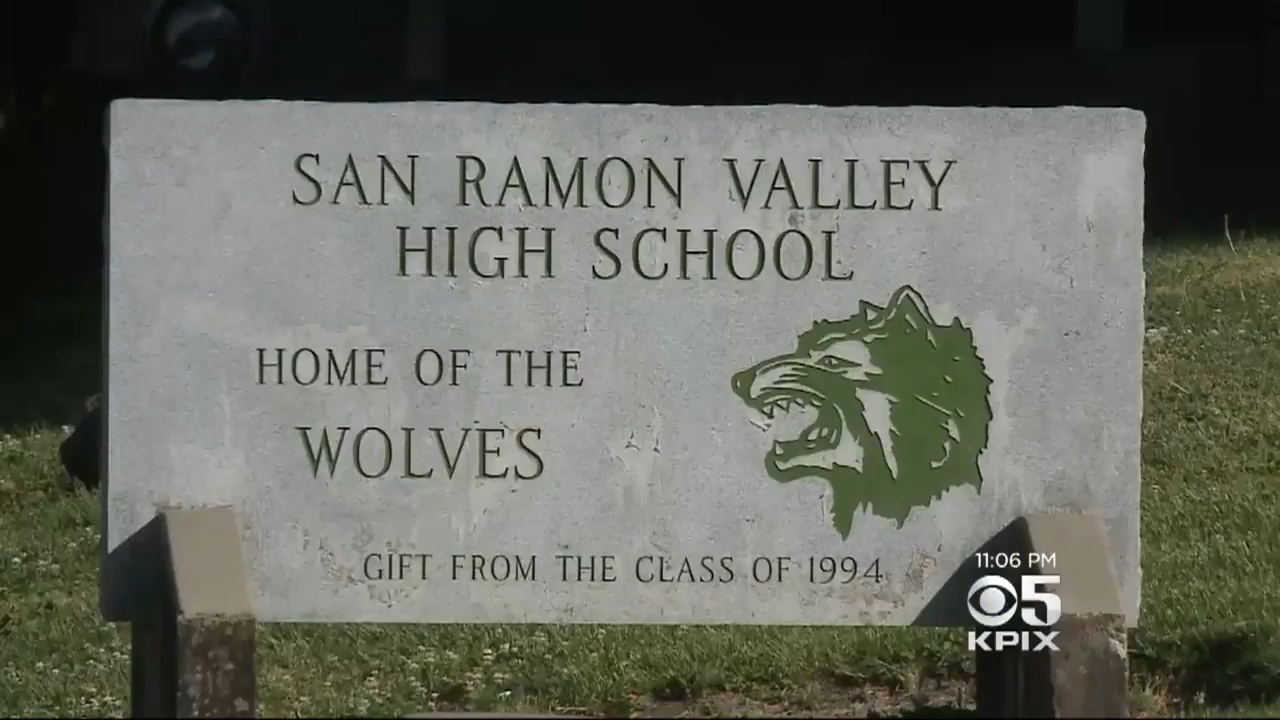 SAN RAMON VALLEY
HIGH SCHOOL
HOME OF THE
WOLVES
GIFT FROM THE CLASS OF 1994
11:06 PM
5
KPIX